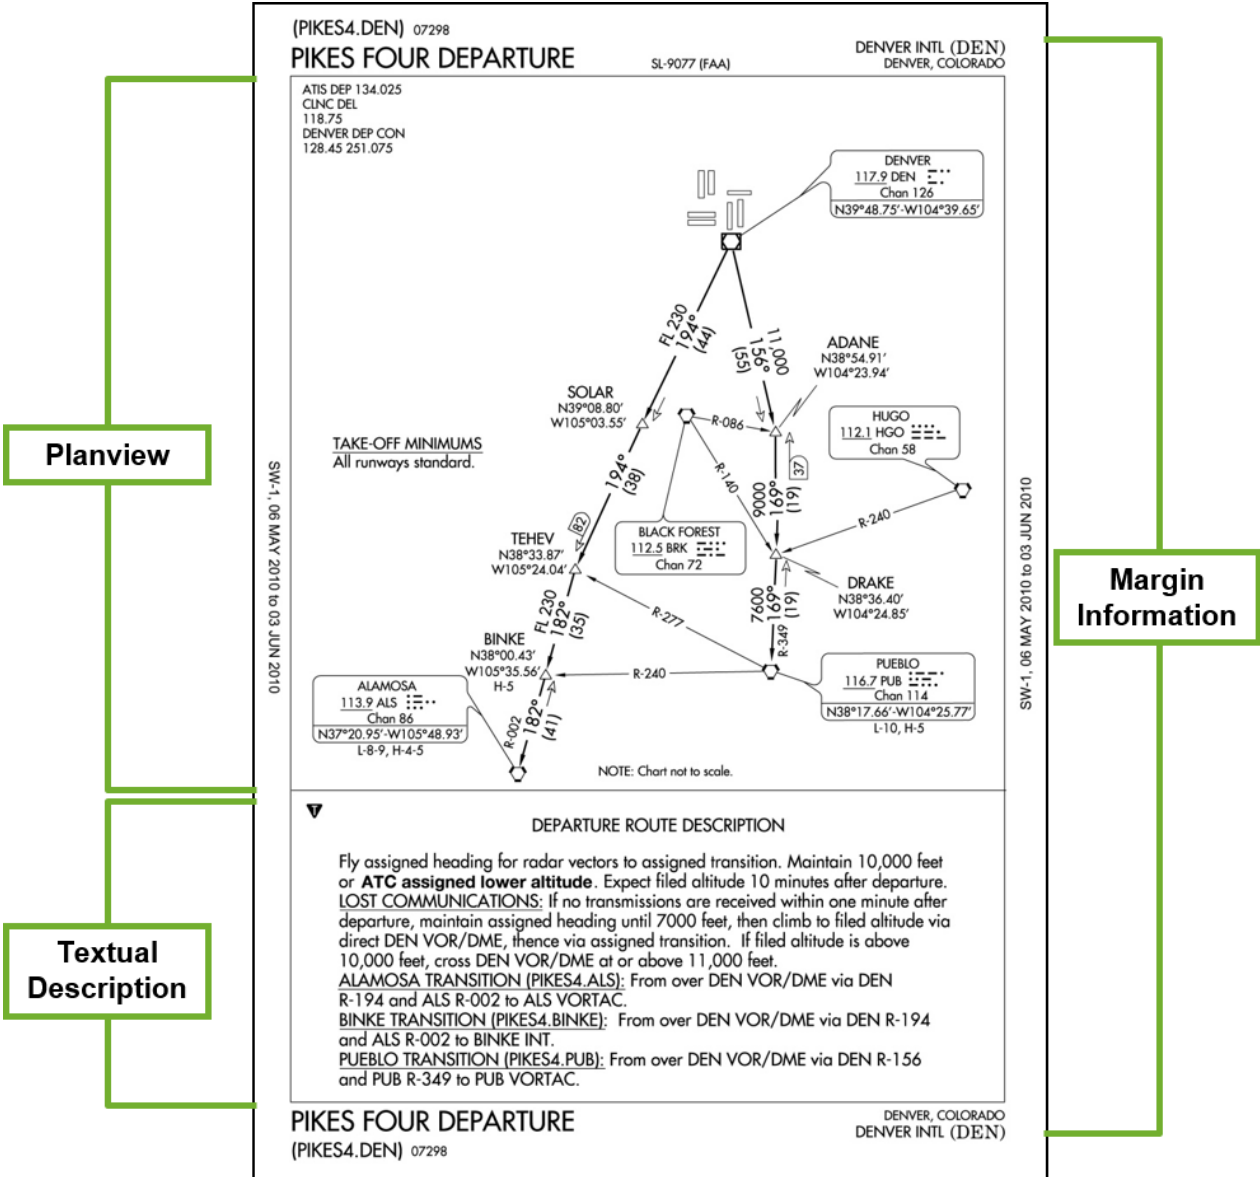 (PIKES4.DEN) 07298
PIKES FOUR DEPARTURE
SL-9077 (FAA)
DENVER INTL (DEN)
DENVER, COLORADO
ATIS DEP 134.025
CLNC DEL
118.75
DENVER DEP CON
128.45 251.075
DENVER
117.9 DEN
Chan 126
N39°48.75'-W104°39.65'
FL 230
194°
(44)
11,000
156°
(55)
ADANE
N38°54.91'
W104°23.94'
SOLAR
N39°08.80'
W105°03.55'
R-086
HUGO
112.1 HGO
Chan 58
TAKE-OFF MINIMUMS
All runways standard.
Planview
194°
(38)
R-140
37
9000
169°
(19)
R-240
82
TEHEV
N38°33.87'
W105°24.04'
BLACK FOREST
112.5 BRK
Chan 72
DRAKE
N38°36.40'
W104°24.85'
FL 230
182°
(35)
R-277
7600
169°
(19)
R-349
BINKE
N38°00.43'
W105°35.56'
H-5
R-240
PUEBLO
116.7 PUB
Chan 114
N38°17.66'-W104°25.77'
L-10, H-5
ALAMOSA
113.9 ALS
Chan 86
N37°20.95'-W105°48.93'
L-8-9, H-4-5
R-002
182°
(41)
NOTE: Chart not to scale.
SW-1, 06 MAY 2010 to 03 JUN 2010
SW-1, 06 MAY 2010 to 03 JUN 2010
Margin
Information
T
DEPARTURE ROUTE DESCRIPTION
Fly assigned heading for radar vectors to assigned transition. Maintain 10,000 feet
or ATC assigned lower altitude. Expect filed altitude 10 minutes after departure.
LOST COMMUNICATIONS: If no transmissions are received within one minute after
departure, maintain assigned heading until 7000 feet, then climb to filed altitude via
direct DEN VOR/DME, thence via assigned transition. If filed altitude is above
10,000 feet, cross DEN VOR/DME at or above 11,000 feet.
ALAMOSA TRANSITION (PIKES4.ALS): From over DEN VOR/DME via DEN
R-194 and ALS R-002 to ALS VORTAC.
BINKE TRANSITION (PIKES4.BINKE): From over DEN VOR/DME via DEN R-194
and ALS R-002 to BINKE INT.
PUEBLO TRANSITION (PIKES4.PUB): From over DEN VOR/DME via DEN R-156
and PUB R-349 to PUB VORTAC.
Textual
Description
PIKES FOUR DEPARTURE
(PIKES4.DEN) 07298
DENVER, COLORADO
DENVER INTL (DEN)